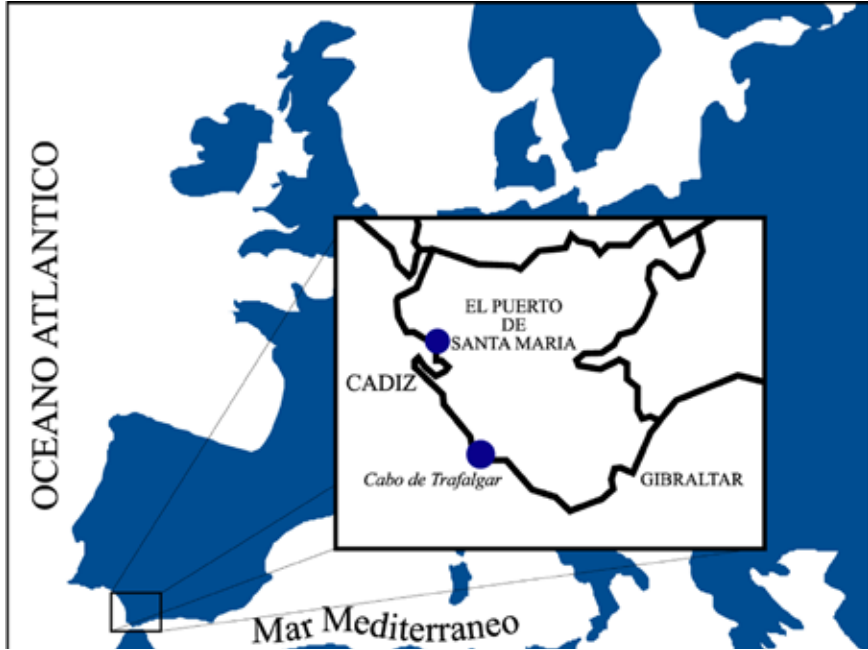 OCEANO ATLANTICO
EL PUERTO
DE
SANTA MARIA
CADIZ
Cabo de Trafalgar
GIBRALTAR
Mar Mediterraneo